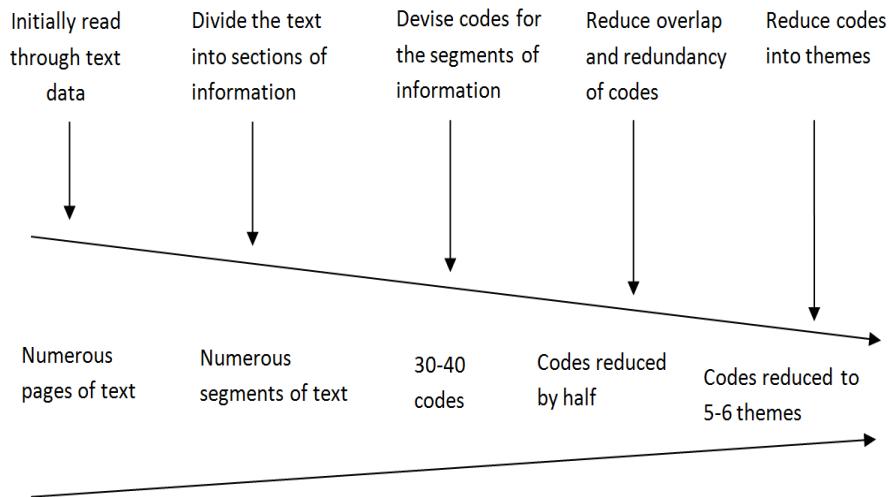 Initially read
through text
data
Divide the text
into sections of
information
Devise codes for
the segments of
information
Reduce overlap
and redundancy
of codes
Reduce codes
into themes
Numerous
pages of text
Numerous
segments of text
30-40
codes
Codes reduced
by half
Codes reduced to
5-6 themes